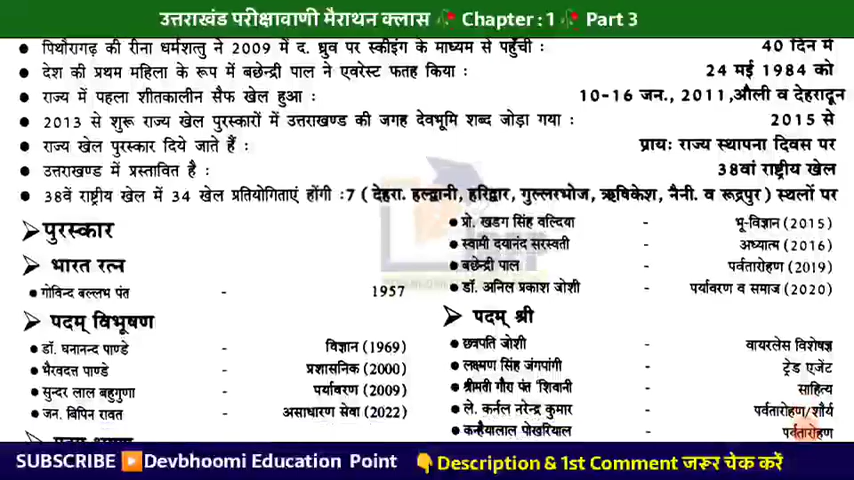 उत्तराखंड परीक्षावाणी मैराथन क्लास Chapter : 1 Part 3
• पिथौरागढ़ की रीना धर्मशत्तु ने 2009 में द. ध्रुव पर स्कीइंग के माध्यम से पहुँची : 40 दिन में
• देश की प्रथम महिला के रूप में बछेन्द्री पाल ने एवरेस्ट फतह किया : 24 मई 1984 को
• राज्य में पहला शीतकालीन सैफ खेल हुआ : 10-16 जन., 2011,औली व देहरादून
• 2013 से शुरू राज्य खेल पुरस्कारों में उत्तराखण्ड की जगह देवभूमि शब्द जोड़ा गया : 2015 से
• राज्य खेल पुरस्कार दिये जाते हैं : प्रायः राज्य स्थापना दिवस पर
• उत्तराखण्ड में प्रस्तावित है : 38वां राष्ट्रीय खेल
• 38वें राष्ट्रीय खेल में 34 खेल प्रतियोगिताएं होंगी :7 ( देहरा. हल्द्वानी, हरिद्वार, गुल्लरभोज, ऋषिकेश, नैनी. व रूद्रपुर ) स्थलों पर
➢पुरस्कार
➢ भारत रत्न
• गोविन्द बल्लभ पंत - 1957
➢ पदम् विभूषण
• डॉ. घनानन्द पाण्डे - विज्ञान (1969)
• भैरवदत्त पाण्डे - प्रशासनिक (2000)
• सुन्दर लाल बहुगुणा - पर्यावरण (2009)
• जन. बिपिन रावत - असाधारण सेवा (2022)
• प्रो. खडग सिंह वल्दिया - भू-विज्ञान (2015)
• स्वामी दयानंद सरस्वती - अध्यात्म (2016)
• बछेन्द्री पाल - पर्वतारोहण (2019)
• डॉ. अनिल प्रकाश जोशी - पर्यावरण व समाज (2020)
➢ पदम् श्री
• छत्रपति जोशी - वायरलेस विशेषज्ञ
• लक्ष्मण सिंह जंगपांगी - ट्रेड एजेंट
• श्रीमती गौरा पंत 'शिवानी - साहित्य
• ले. कर्नल नरेन्द्र कुमार - पर्वतारोहण/शौर्य
• कन्हैयालाल पोखरियाल - पर्वतारोहण
SUBSCRIBE Devbhoomi Education Point Description & 1st Comment जरूर चेक करें